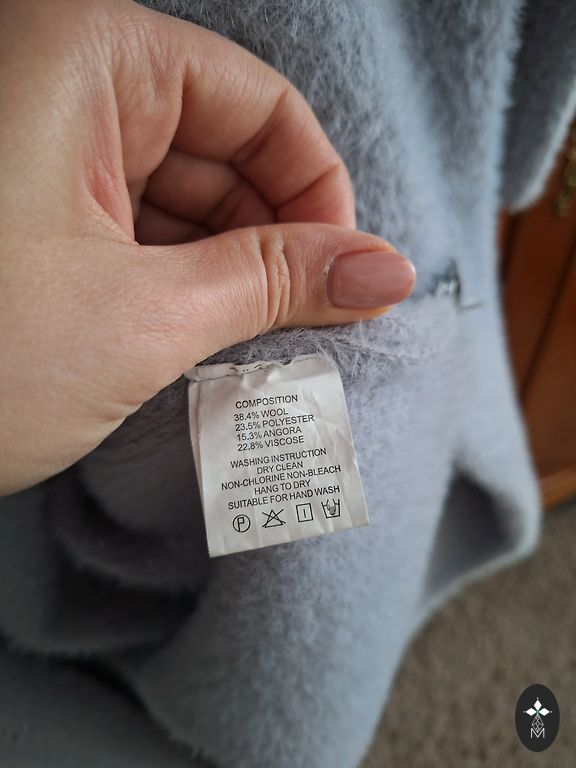 COMPOSITION
38.4% WOOL
23.5% POLYESTER
15.3% ANGORA
22.8% VISCOSE
WASHING INSTRUCTION
DRY CLEAN
NON-CHLORINE NON-BLEACH
HANG TO DRY
SUITABLE FOR HAND WASH
P
M